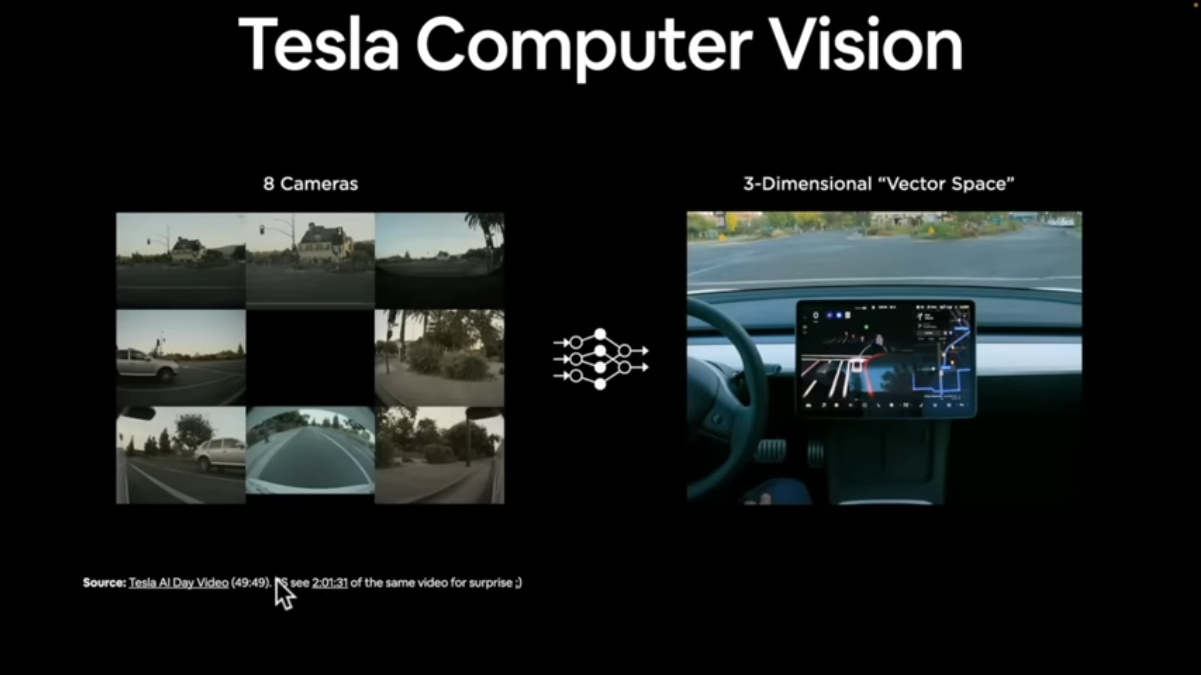 Tesla Computer Vision
8 Cameras
3-Dimensional “Vector Space”
0
Source: Tesla AI Day Video (49:49). see 2:01:31 of the same video for surprise ;)